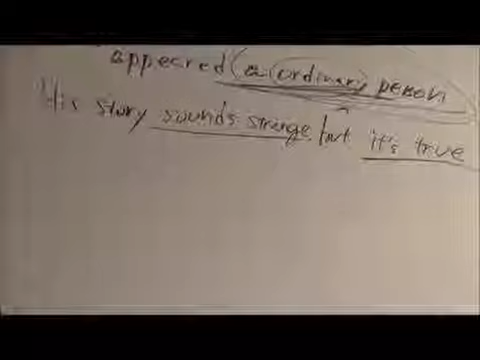 appeared (a (ordinary) person
His story sounds strange but it's true